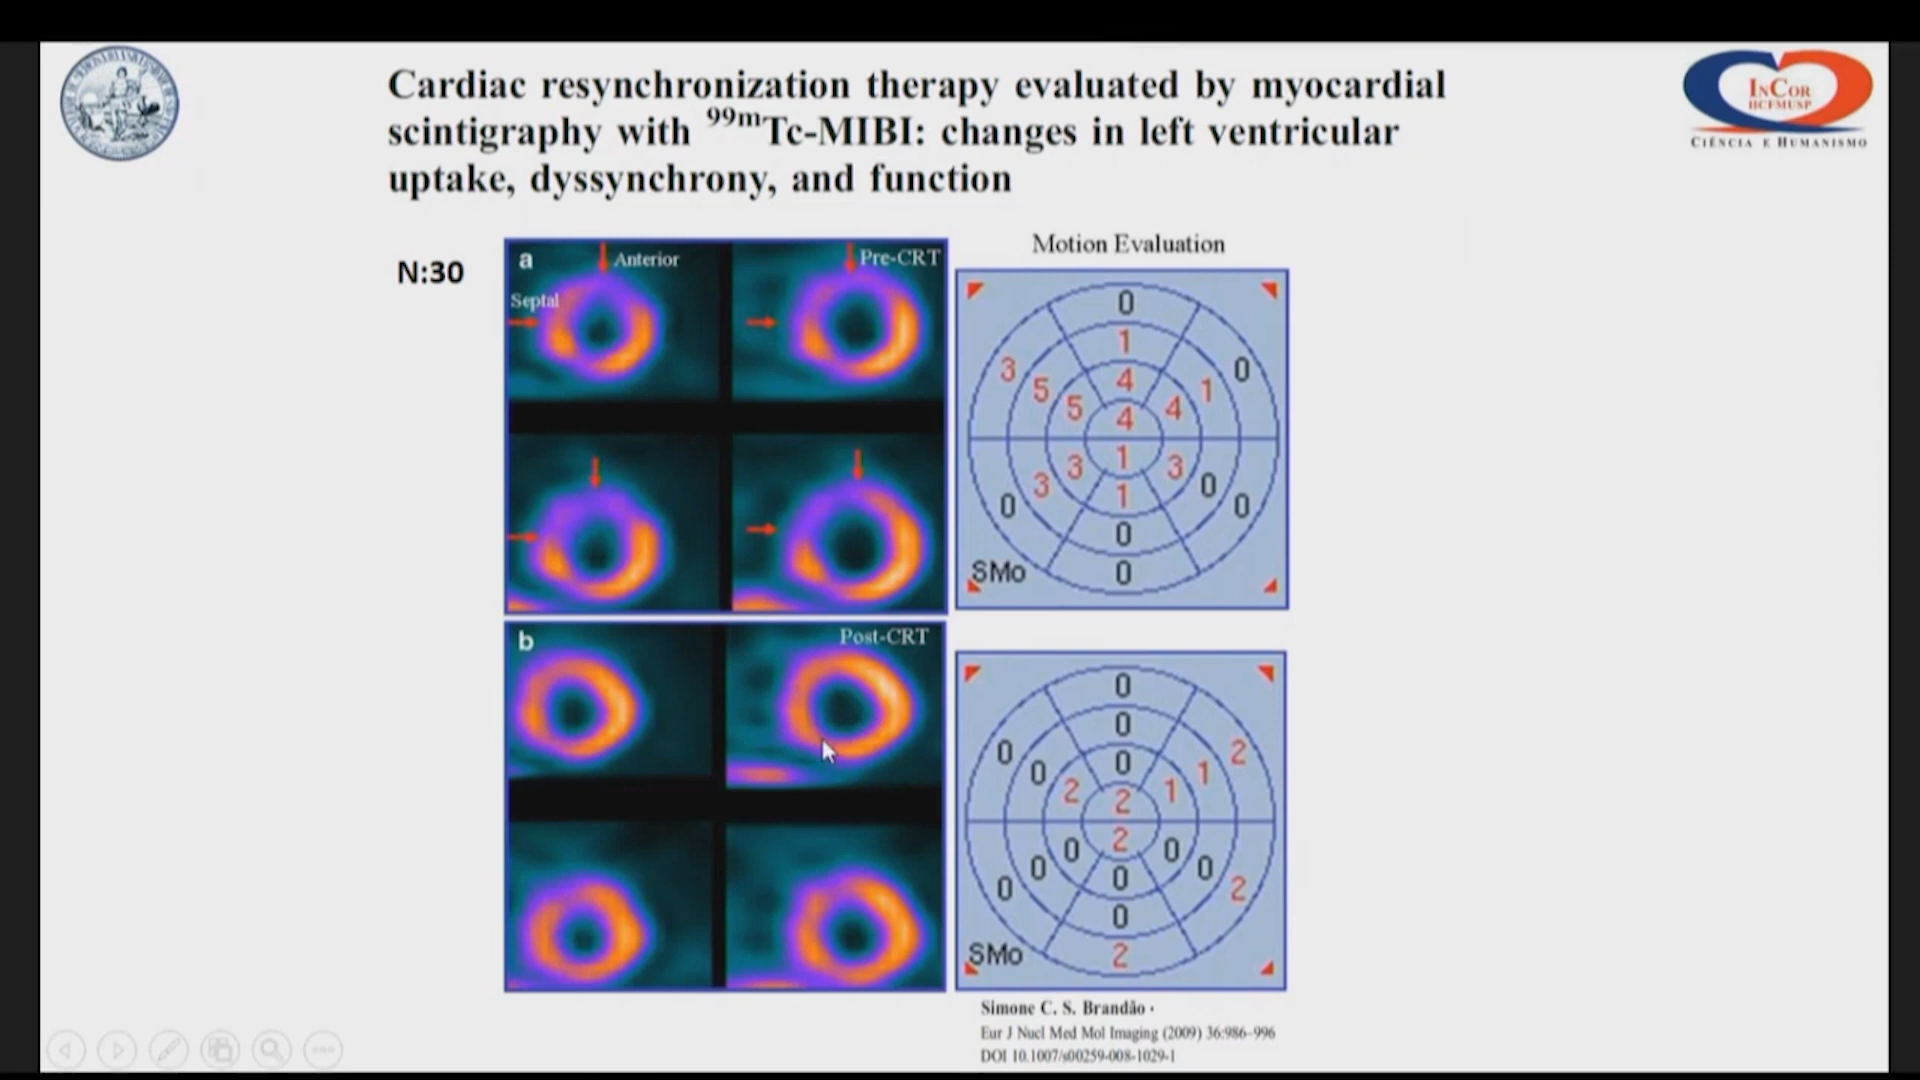 Cardiac resynchronization therapy evaluated by myocardial
scintigraphy with 99mTc-MIBI: changes in left ventricular
uptake, dyssynchrony, and function
INCOR
HCFMUSP
CIÊNCIA E HUMANISMO
N:30
a
Anterior
Pre-CRT
Septal
Motion Evaluation
0
1
3 5 5 4 4 1 0
4
0 3 3 1 3 0 0
1
0
0
SMo
b
Post-CRT
0
0
0 0 2 0 1 1 2
2
0 0 0 2 0 0 2
0
0
2
SMo
Simone C. S. Brandão ·
Eur J Nucl Med Mol Imaging (2009) 36:986–996
DOI 10.1007/s00259-008-1029-1